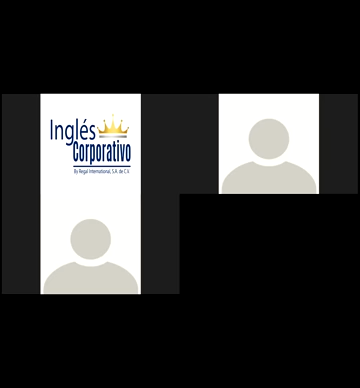 Inglés
Corporativo
By Regal International, S.A. de C.V.